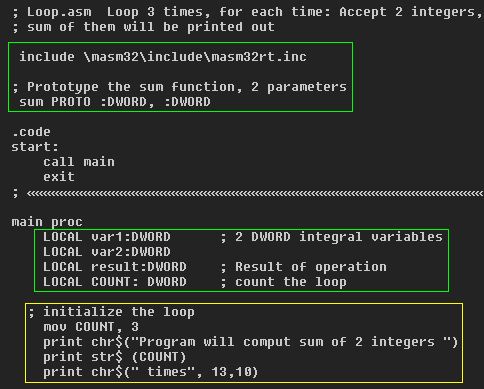 ; Loop.asm Loop 3 times, for each time: Accept 2 integers,
; sum of them will be printed out
include \masm32\include\masm32rt.inc
; Prototype the sum function, 2 parameters
sum PROTO :DWORD, :DWORD
.code
start:
call main
exit
; «««««««««««««««««««««««««««««««««««««««««««««««««««««««««
main proc
LOCAL var1:DWORD ; 2 DWORD integral variables
LOCAL var2:DWORD
LOCAL result:DWORD ; Result of operation
LOCAL COUNT: DWORD ; count the loop
; initialize the loop
mov COUNT, 3
print chr$("Program will comput sum of 2 integers ")
print str$ (COUNT)
print chr$(" times", 13,10)